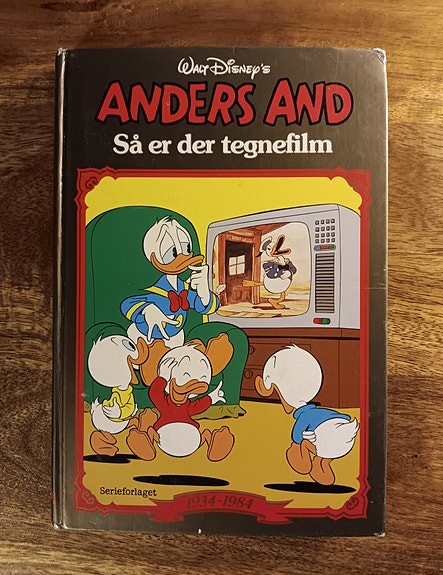 Walt Disney's
ANDERS AND
Så er der tegnefilm
Serieforlaget
1934-1984